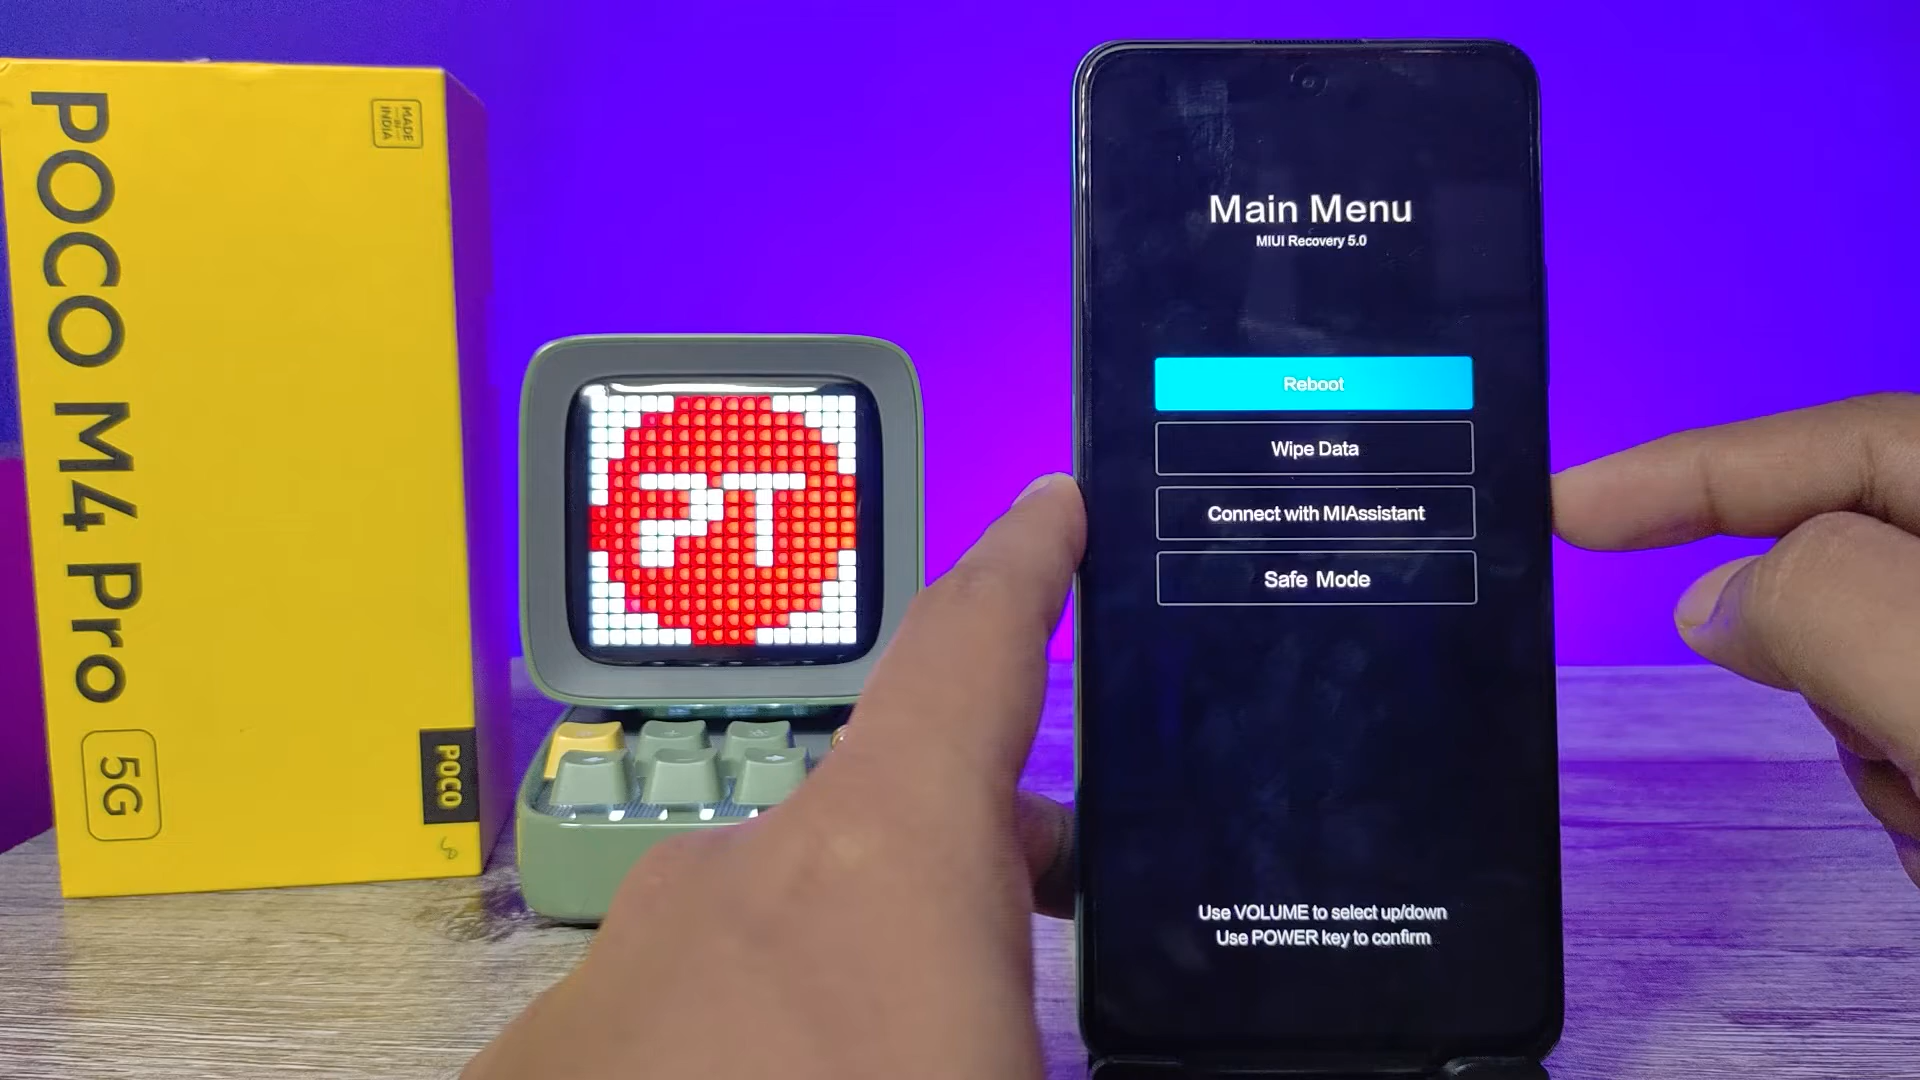 POCO M4 Pro 5G
MADE
IN
INDIA
POCO
PT
Main Menu
MIUI Recovery 5.0
Reboot
Wipe Data
Connect with MIAssistant
Safe Mode
Use VOLUME to select up/down
Use POWER key to confirm